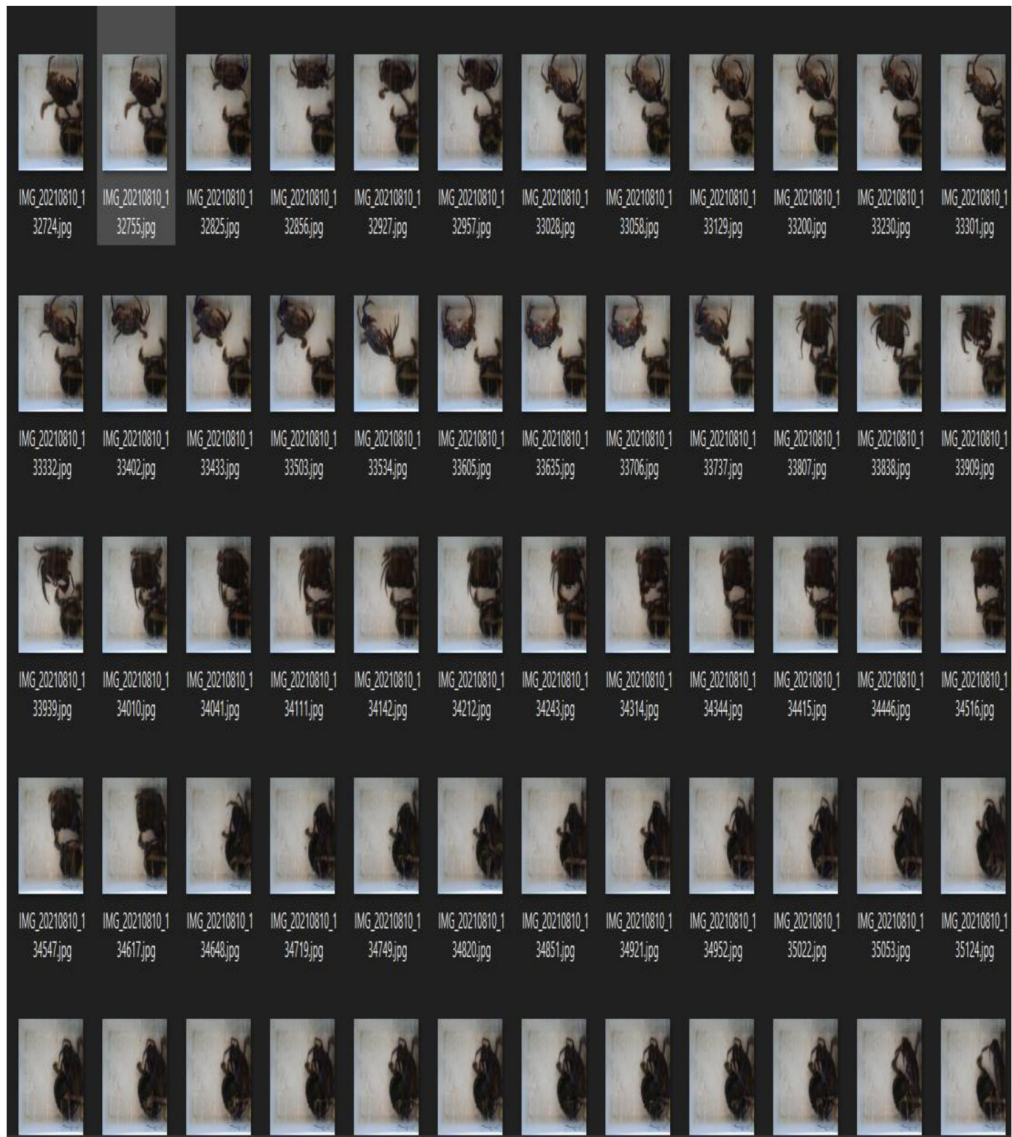 IMG_20210810_1 IMG_20210810_1 IMG_20210810_1 IMG_20210810_1 IMG_20210810_1 IMG_20210810_1 IMG_20210810_1 IMG_20210810_1 IMG_20210810_1 IMG_20210810_1 IMG_20210810_1 IMG_20210810_1
32724.jpg 32755.jpg 32825.jpg 32856.jpg 32927.jpg 32957.jpg 33028.jpg 33058.jpg 33129.jpg 33200.jpg 33230.jpg 33301.jpg
IMG_20210810_1 IMG_20210810_1 IMG_20210810_1 IMG_20210810_1 IMG_20210810_1 IMG_20210810_1 IMG_20210810_1 IMG_20210810_1 IMG_20210810_1 IMG_20210810_1 IMG_20210810_1 IMG_20210810_1
33332.jpg 33402.jpg 33433.jpg 33503.jpg 33534.jpg 33605.jpg 33635.jpg 33706.jpg 33737.jpg 33807.jpg 33838.jpg 33909.jpg
IMG_20210810_1 IMG_20210810_1 IMG_20210810_1 IMG_20210810_1 IMG_20210810_1 IMG_20210810_1 IMG_20210810_1 IMG_20210810_1 IMG_20210810_1 IMG_20210810_1 IMG_20210810_1 IMG_20210810_1
33939.jpg 34010.jpg 34041.jpg 34111.jpg 34142.jpg 34212.jpg 34243.jpg 34314.jpg 34344.jpg 34415.jpg 34446.jpg 34516.jpg
IMG_20210810_1 IMG_20210810_1 IMG_20210810_1 IMG_20210810_1 IMG_20210810_1 IMG_20210810_1 IMG_20210810_1 IMG_20210810_1 IMG_20210810_1 IMG_20210810_1 IMG_20210810_1 IMG_20210810_1
34547.jpg 34617.jpg 34648.jpg 34719.jpg 34749.jpg 34820.jpg 34851.jpg 34921.jpg 34952.jpg 35022.jpg 35053.jpg 35124.jpg